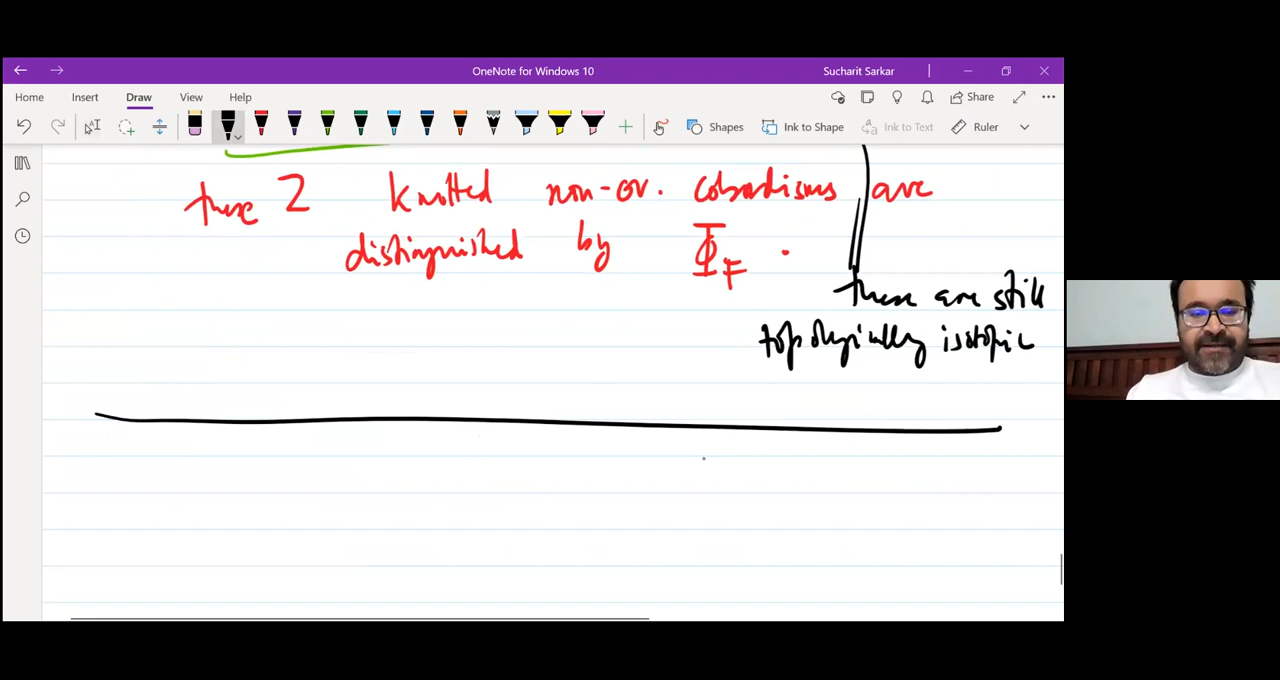 OneNote for Windows 10
Sucharit Sarkar
Home Insert Draw View Help
Share
Shapes
Ink to Shape
Ink to Text
Ruler
these 2 knotted non-or. cobordisms are
distinguished by Φ_F .
these are still
topologically isotopic